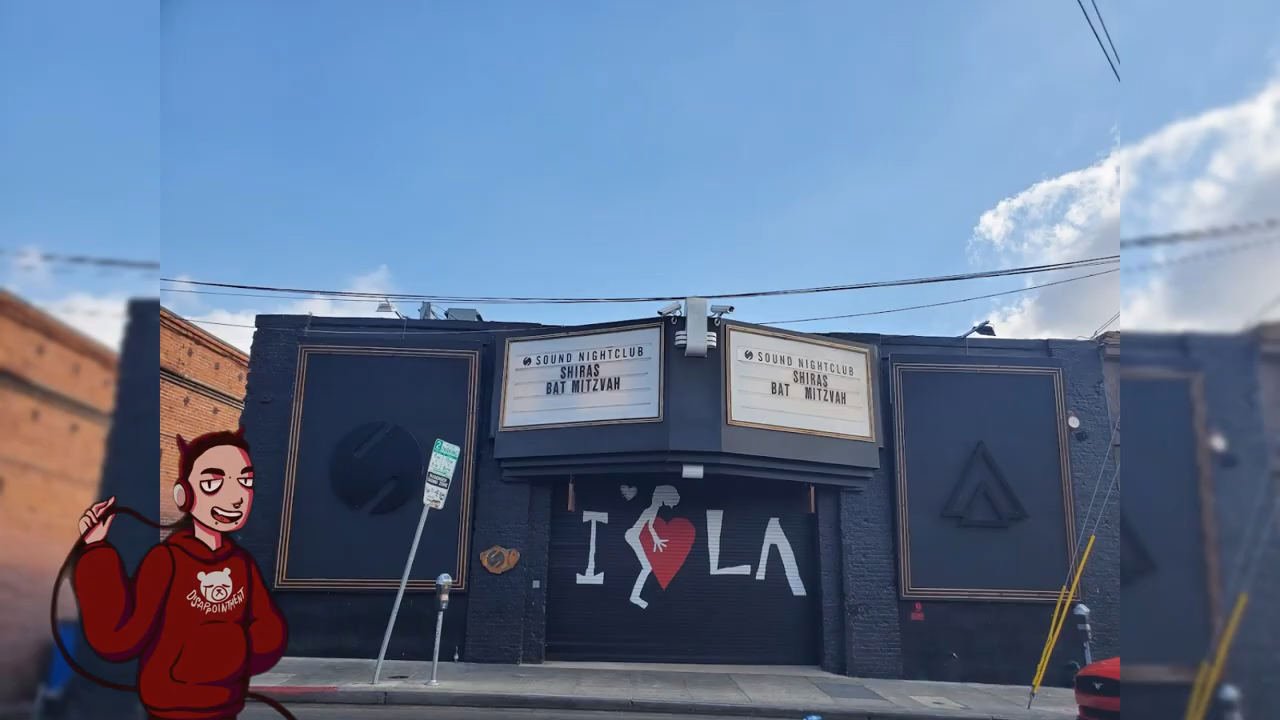 SOUND NIGHTCLUB
SHIRAS
BAT MITZVAH
SOUND NIGHTCLUB
SHIRAS
BAT MITZVAH
I LA
DISAPPOINTMENT